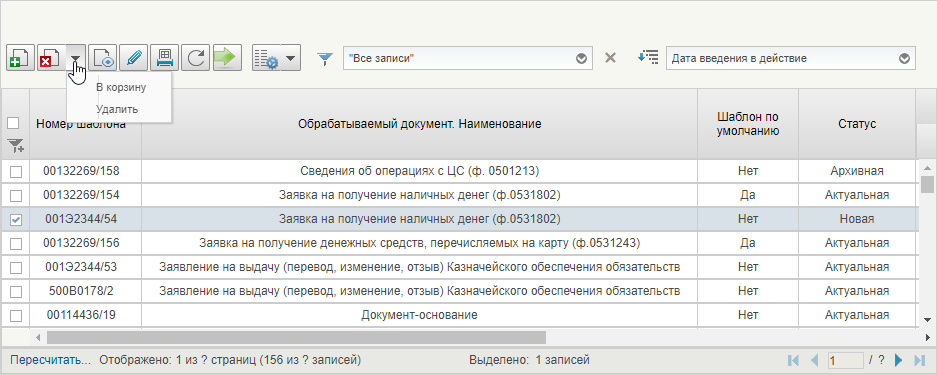 "Все записи"
Дата введения в действие
В корзину
Удалить
Номер шаблона
Обрабатываемый документ. Наименование
Шаблон по умолчанию
Статус
00132269/158 Сведения об операциях с ЦС (ф. 0501213) Нет Архивная
00132269/154 Заявка на получение наличных денег (ф.0531802) Да Актуальная
001Э2344/54 Заявка на получение наличных денег (ф.0531802) Нет Новая
00132269/156 Заявка на получение денежных средств, перечисляемых на карту (ф.0531243) Да Актуальная
001Э2344/53 Заявление на выдачу (перевод, изменение, отзыв) Казначейского обеспечения обязательств Нет Актуальная
500В0178/2 Заявление на выдачу (перевод, изменение, отзыв) Казначейского обеспечения обязательств Нет Актуальная
00114436/19 Документ-основание Нет Актуальная
Пересчитать... Отображено: 1 из ? страниц (156 из ? записей) Выделено: 1 записей 1 / ?